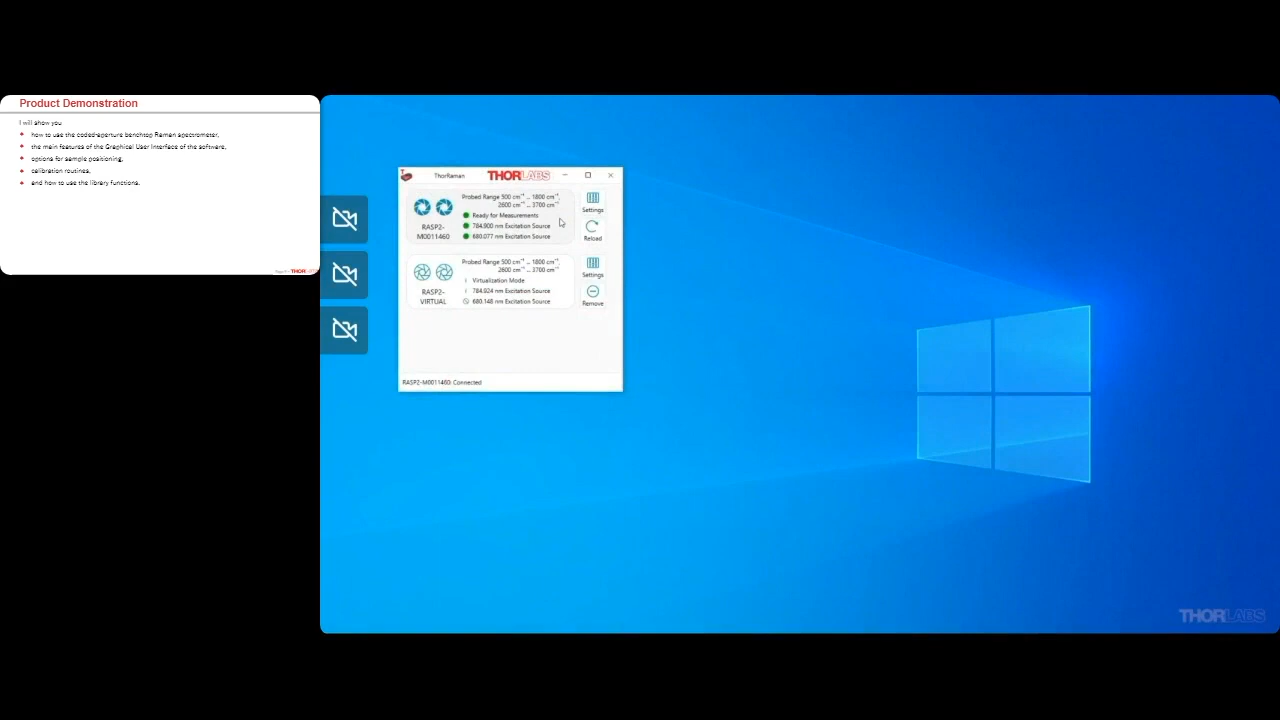 Product Demonstration
I will show you
how to use the coded-aperture benchtop Raman spectrometer,
the main features of the Graphical User Interface of the software,
options for sample positioning,
calibration routines,
and how to use the library functions.
THORLABS
ThorRaman THORLABS
Probed Range 500 cm⁻¹ .. 1800 cm⁻¹,
2600 cm⁻¹ .. 3700 cm⁻¹
Ready for Measurements
784.900 nm Excitation Source
680.077 nm Excitation Source
RASP2-
M0011460
Settings
Reload
Probed Range 500 cm⁻¹ .. 1800 cm⁻¹,
2600 cm⁻¹ .. 3700 cm⁻¹
Virtualization Mode
784.924 nm Excitation Source
680.148 nm Excitation Source
RASP2-
VIRTUAL
Settings
Remove
RASP2-M0011460: Connected
THORLABS